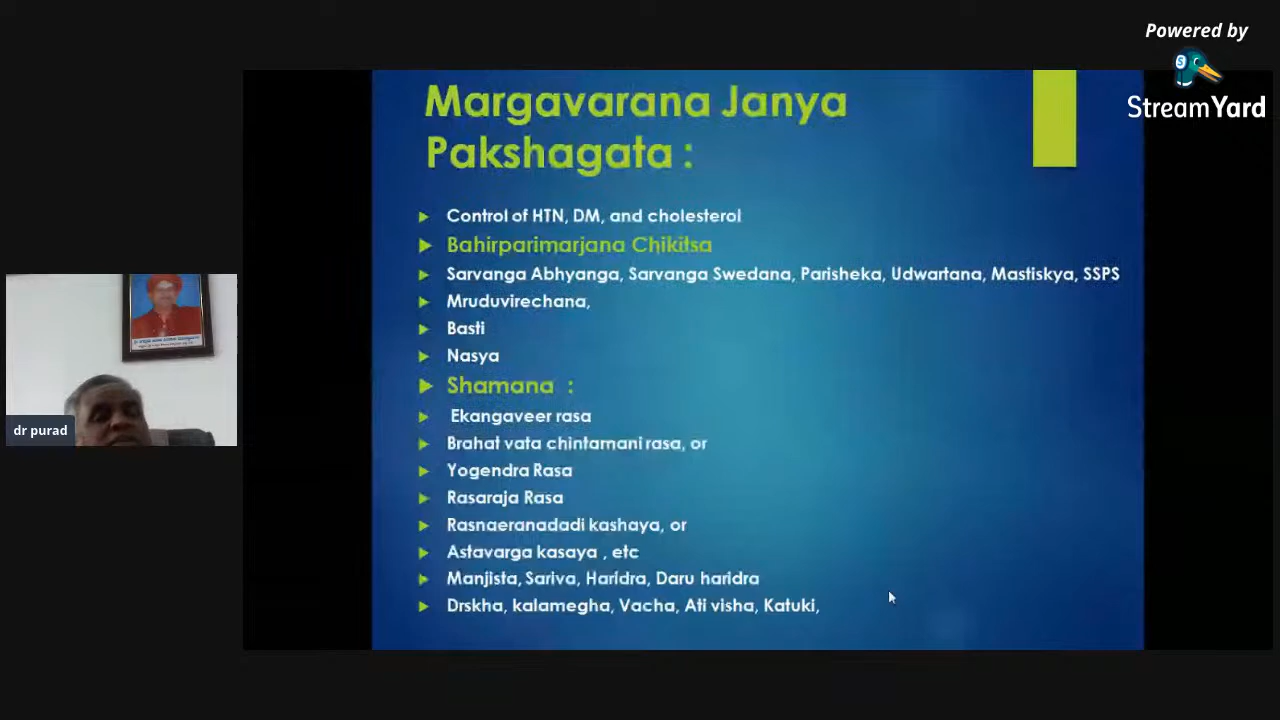 Powered by
StreamYard
Margavarana Janya
Pakshagata :
Control of HTN, DM, and cholesterol
Bahirparimarjana Chikitsa
Sarvanga Abhyanga, Sarvanga Swedana, Parisheka, Udwartana, Mastiskya, SSPS
Mruduvirechana,
Basti
Nasya
Shamana :
Ekangaveer rasa
Brahat vata chintamani rasa, or
Yogendra Rasa
Rasaraja Rasa
Rasnaeranadadi kashaya, or
Astavarga kasaya , etc
Manjista, Sariva, Haridra, Daru haridra
Drskha, kalamegha, Vacha, Ati visha, Katuki,
dr purad